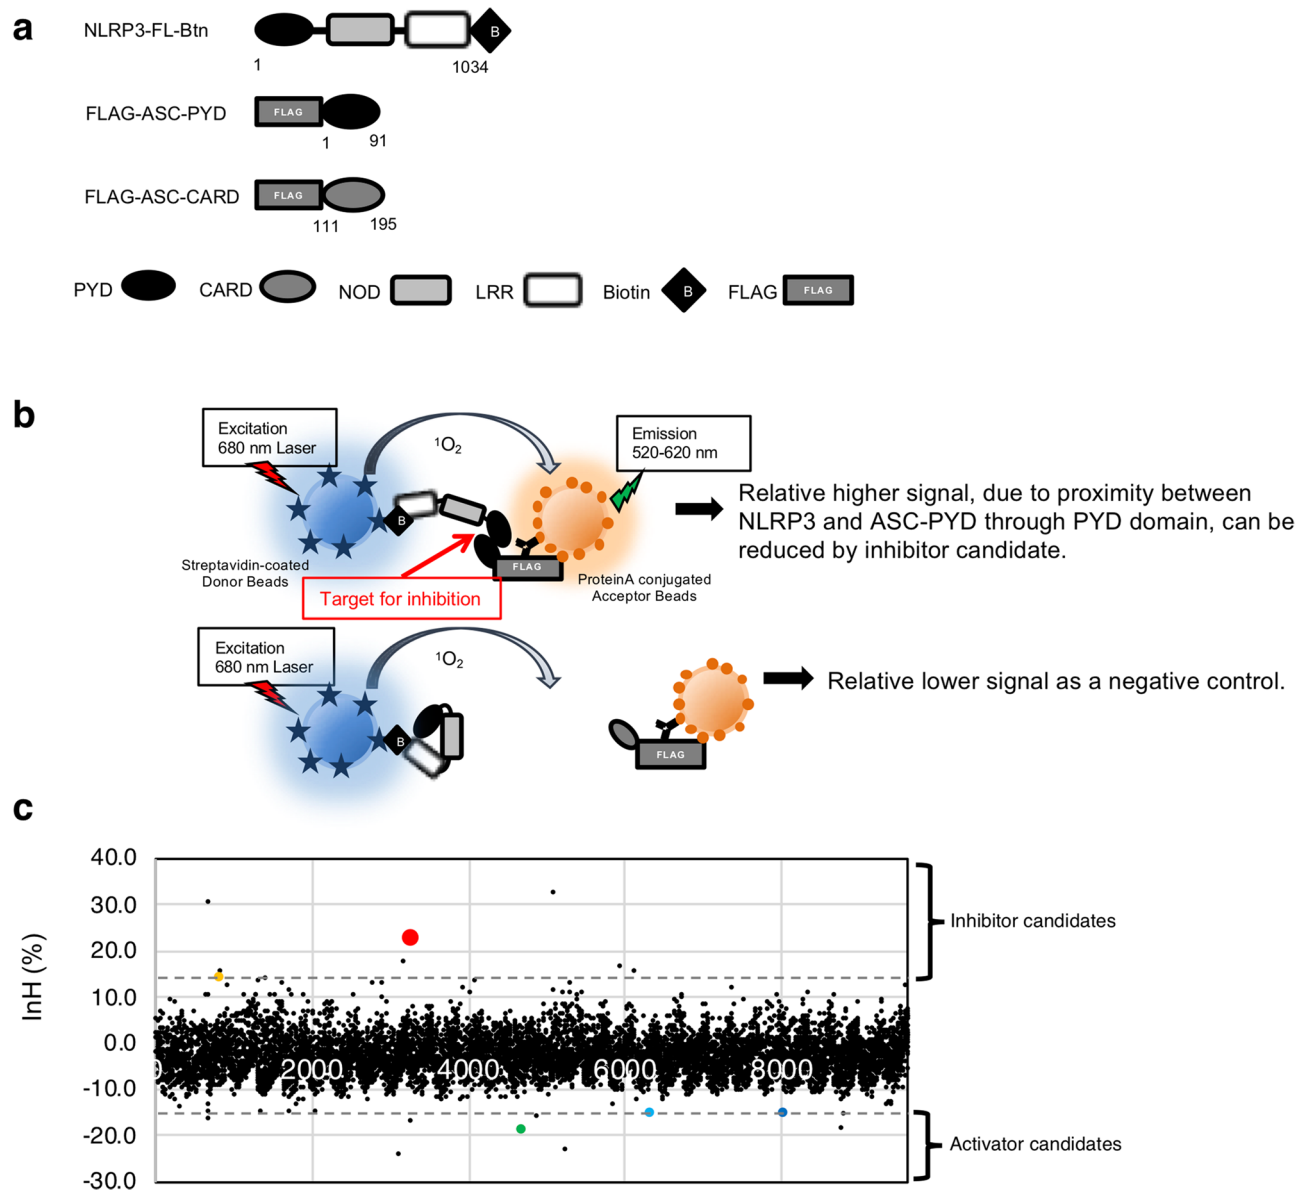 a
NLRP3-FL-Btn
B
1
1034
FLAG-ASC-PYD
FLAG
1
91
FLAG-ASC-CARD
FLAG
111
195
PYD
CARD
NOD
LRR
Biotin
B
FLAG
FLAG
b
Excitation
680 nm Laser
¹O₂
Emission
520-620 nm
B
FLAG
Streptavidin-coated
Donor Beads
Target for inhibition
ProteinA conjugated
Acceptor Beads
Relative higher signal, due to proximity between
NLRP3 and ASC-PYD through PYD domain, can be
reduced by inhibitor candidate.
Excitation
680 nm Laser
¹O₂
B
FLAG
Relative lower signal as a negative control.
c
InH (%)
40.0
30.0
20.0
10.0
0.0
-10.0
-20.0
-30.0
0
2000
4000
6000
8000
Inhibitor candidates
Activator candidates